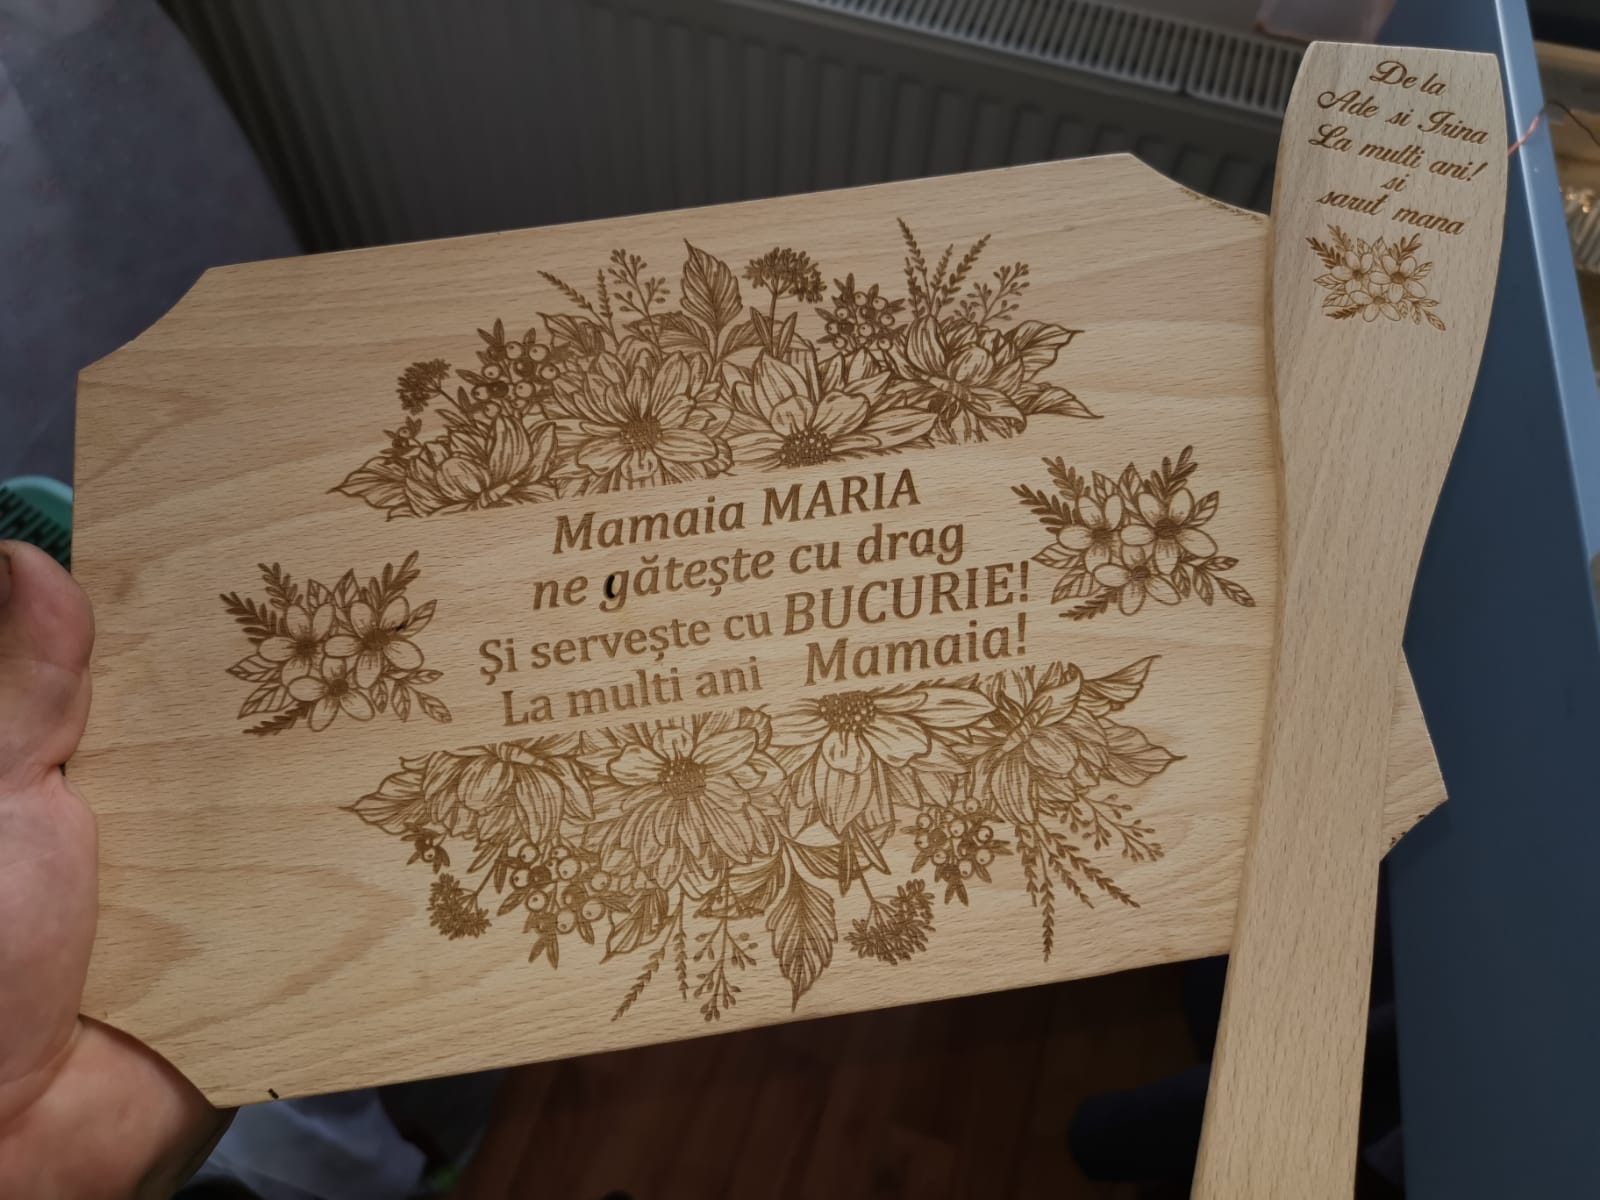 Mamaia MARIA
ne gătește cu drag
Și servește cu BUCURIE!
La multi ani Mamaia!
De la
Ade si Irina
La multi ani!
si
sarut mana